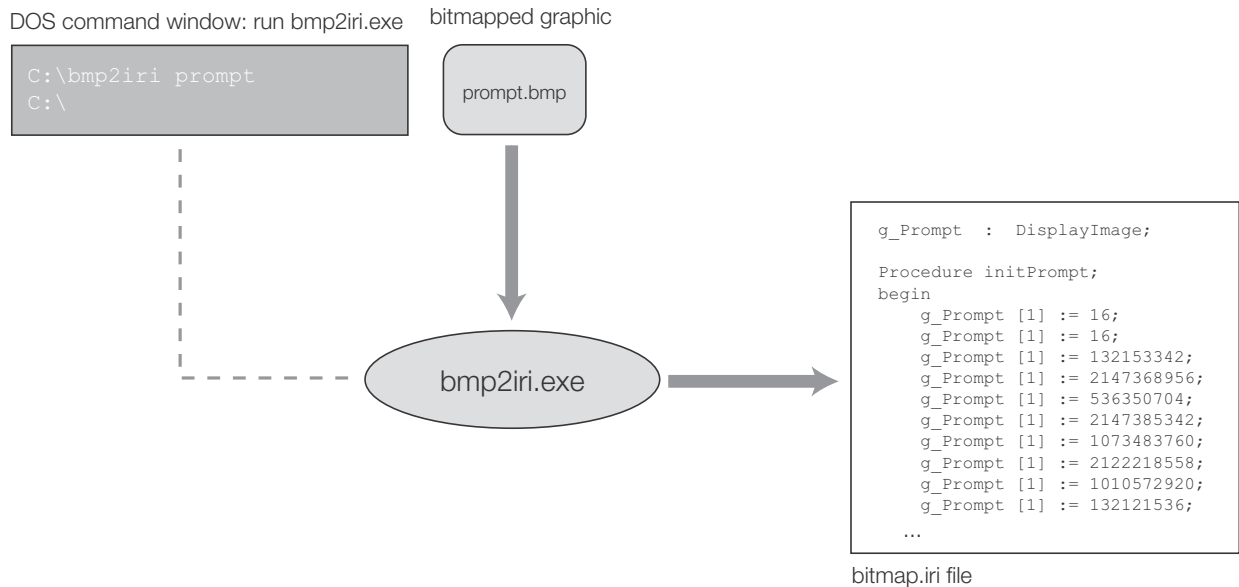 DOS command window: run bmp2iri.exe
bitmapped graphic
C:\bmp2iri prompt
C:\
prompt.bmp
bmp2iri.exe
g_Prompt : DisplayImage;
Procedure initPrompt;
begin
g_Prompt [1] := 16;
g_Prompt [1] := 16;
g_Prompt [1] := 132153342;
g_Prompt [1] := 2147368956;
g_Prompt [1] := 536350704;
g_Prompt [1] := 2147385342;
g_Prompt [1] := 1073483760;
g_Prompt [1] := 2122218558;
g_Prompt [1] := 1010572920;
g_Prompt [1] := 132121536;
...
bitmap.iri file